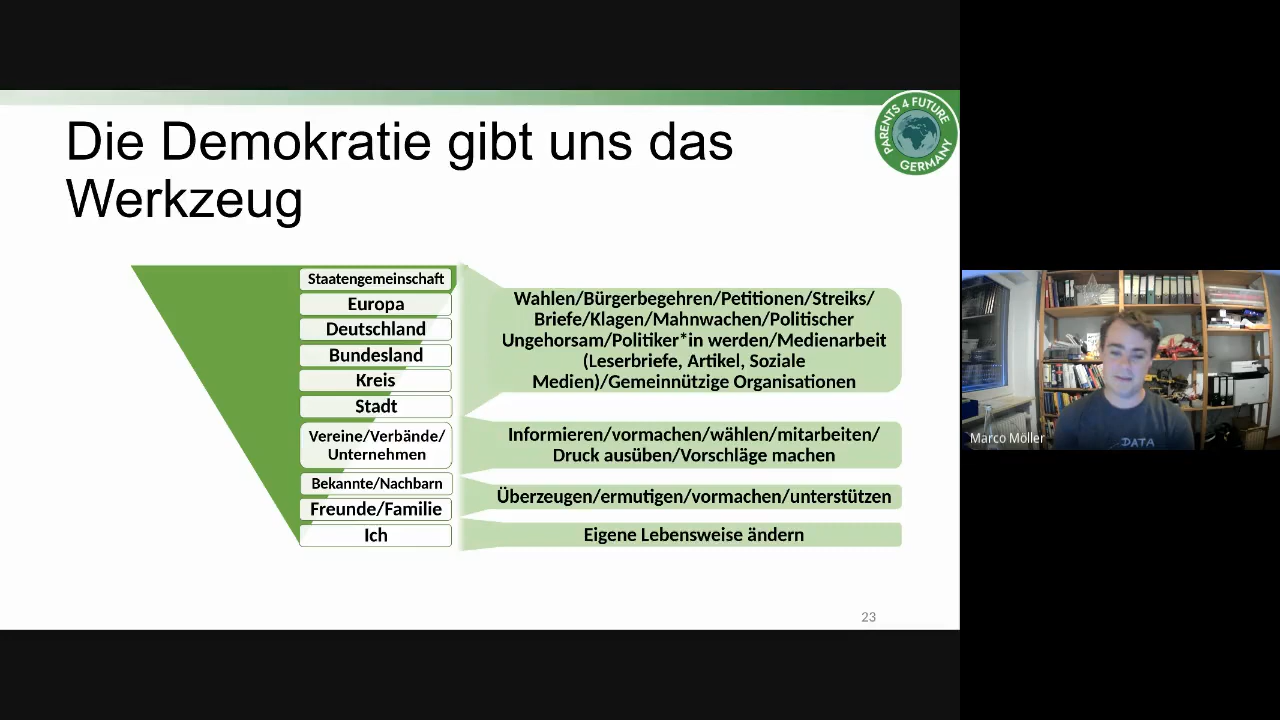 Die Demokratie gibt uns das
Werkzeug
PARENTS 4 FUTURE
GERMANY
Staatengemeinschaft
Europa
Deutschland
Bundesland
Kreis
Stadt
Vereine/Verbände/
Unternehmen
Bekannte/Nachbarn
Freunde/Familie
Ich
Wahlen/Bürgerbegehren/Petitionen/Streiks/
Briefe/Klagen/Mahnwachen/Politischer
Ungehorsam/Politiker*in werden/Medienarbeit
(Leserbriefe, Artikel, Soziale
Medien)/Gemeinnützige Organisationen
Informieren/vormachen/wählen/mitarbeiten/
Druck ausüben/Vorschläge machen
Überzeugen/ermutigen/vormachen/unterstützen
Eigene Lebensweise ändern
23
Marco Möller
DATA